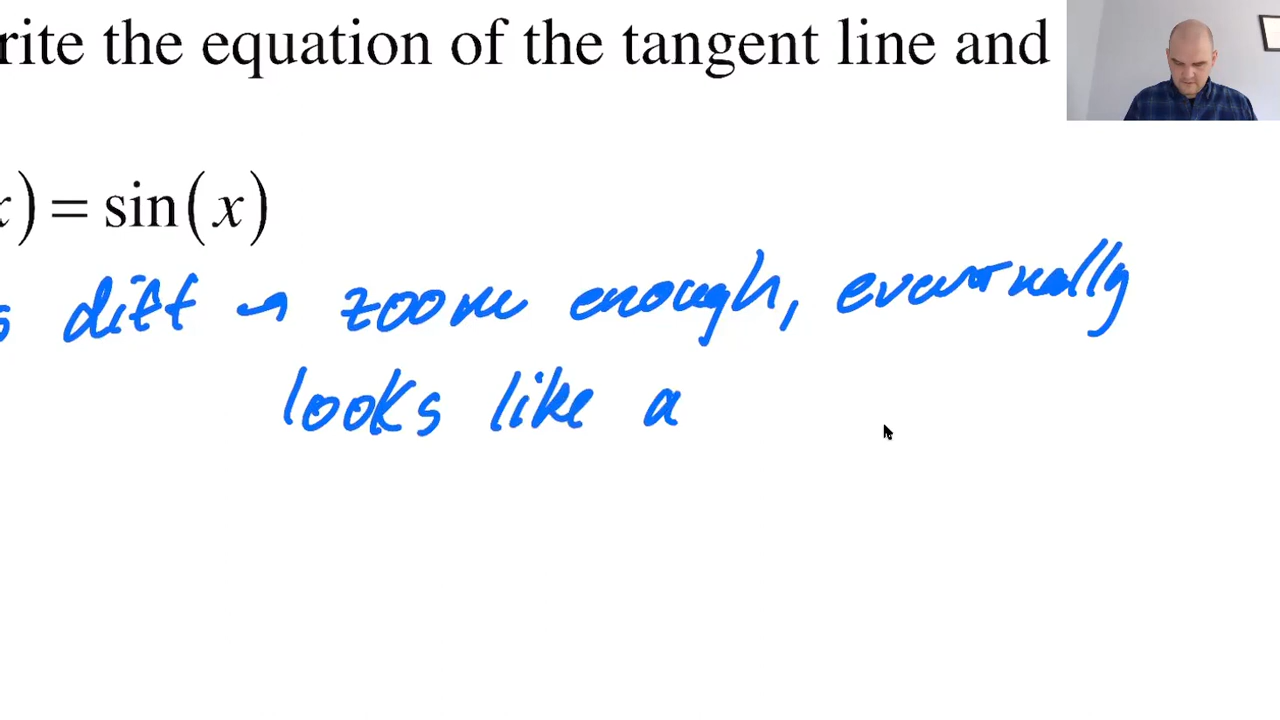 rite the equation of the tangent line and
x) = sin(x)
s diff → zoom enough, eventually
looks like a